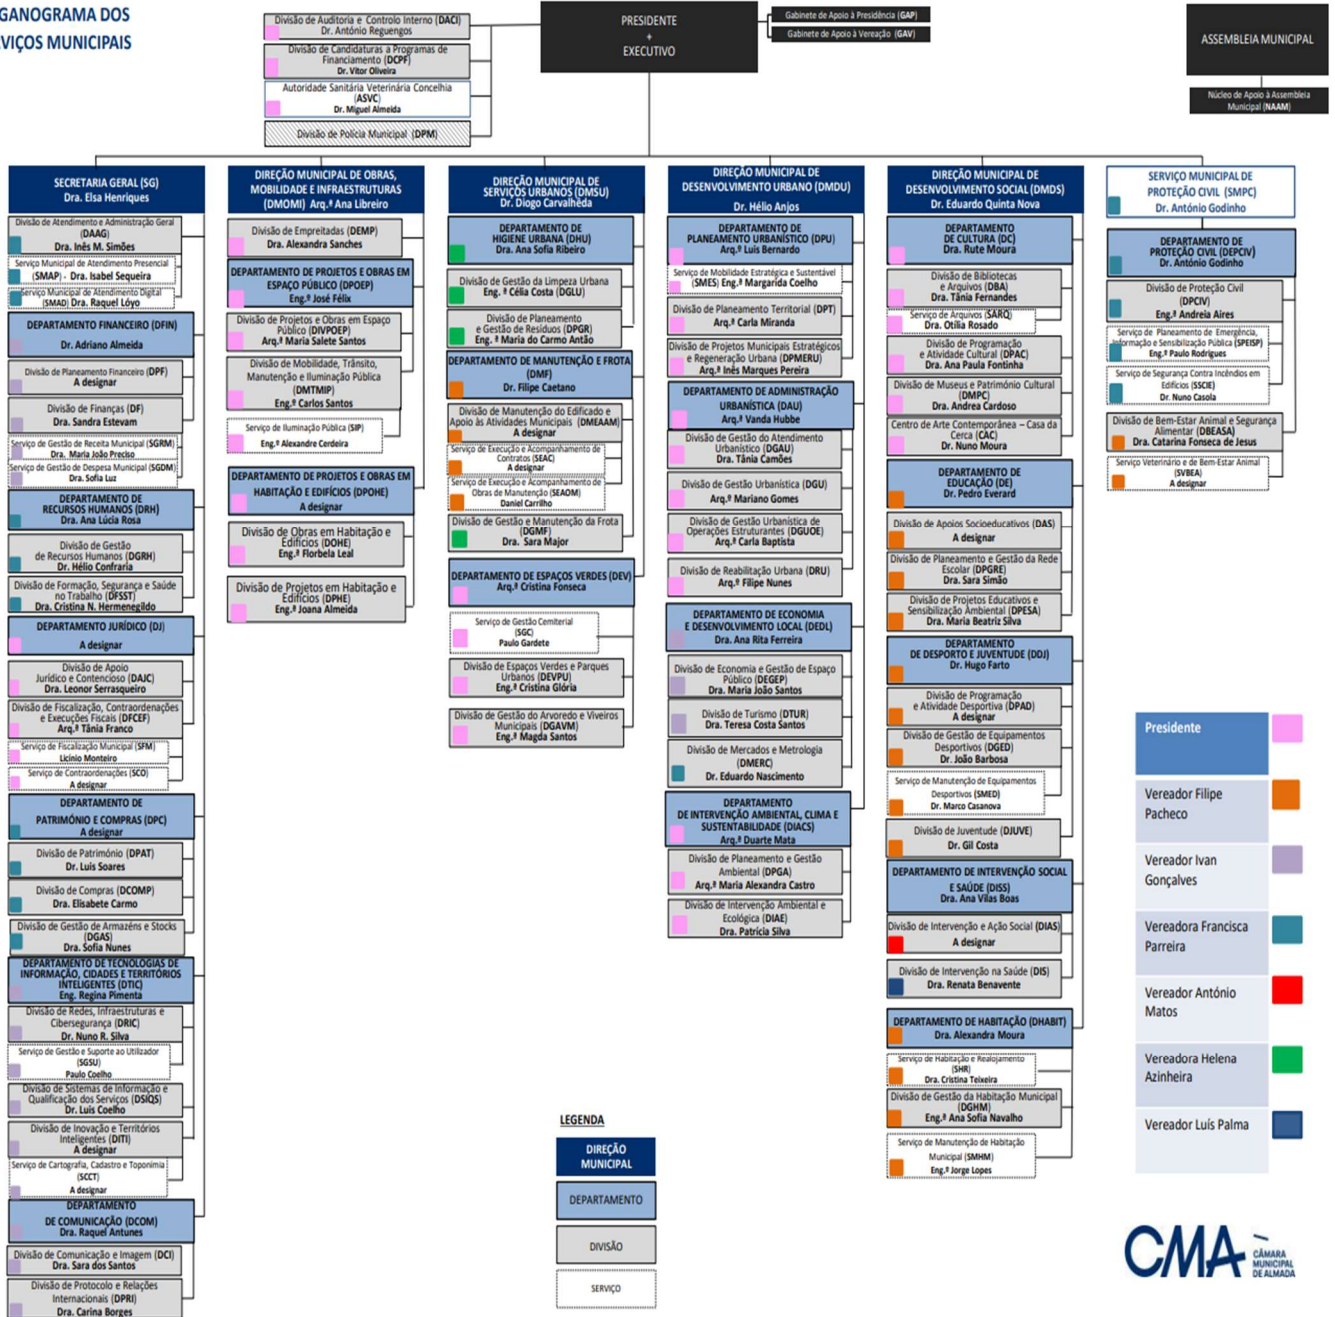 GANOGRAMA DOS
VIÇOS MUNICIPAIS
Divisão de Auditoria e Controlo Interno (DACI)
Dr. António Reguengos
Divisão de Candidaturas a Programas de
Financiamento (DCPF)
Dr. Vítor Oliveira
Autoridade Sanitária Veterinária Concelhia
(ASVC)
Dr. Miguel Almeida
Divisão de Polícia Municipal (DPM)
PRESIDENTE
+
EXECUTIVO
Gabinete de Apoio à Presidência (GAP)
Gabinete de Apoio à Vereação (GAV)
ASSEMBLEIA MUNICIPAL
Núcleo de Apoio à Assembleia
Municipal (NAAM)
SECRETARIA GERAL (SG)
Dra. Elsa Henriques
Divisão de Atendimento e Administração Geral
(DAAG)
Dra. Inês M. Simões
Serviço Municipal de Atendimento Presencial
(SMAP) - Dra. Isabel Sequeira
Serviço Municipal de Atendimento Digital
(SMAD) Dra. Raquel Lóyo
DEPARTAMENTO FINANCEIRO (DFIN)
Dr. Adriano Almeida
Divisão de Planeamento Financeiro (DPF)
A designar
Divisão de Finanças (DF)
Dra. Sandra Estevam
Serviço de Gestão de Receita Municipal (SGRM)
Dra. Maria João Preciso
Serviço de Gestão de Despesa Municipal (SGDM)
Dra. Sofia Luz
DEPARTAMENTO DE
RECURSOS HUMANOS (DRH)
Dra. Ana Lúcia Rosa
Divisão de Gestão
de Recursos Humanos (DGRH)
Dr. Hélio Confraria
Divisão de Formação, Segurança e Saúde
no Trabalho (DFSST)
Dra. Cristina N. Hermenegildo
DEPARTAMENTO JURÍDICO (DJ)
A designar
Divisão de Apoio
Jurídico e Contencioso (DAJC)
Dra. Leonor Serrasqueiro
Divisão de Fiscalização, Contraordenações
e Execuções Fiscais (DFCEF)
Arq.ª Tânia Franco
Serviço de Fiscalização Municipal (SFM)
Licinio Monteiro
Serviço de Contraordenações (SCO)
A designar
DEPARTAMENTO DE
PATRIMÓNIO E COMPRAS (DPC)
A designar
Divisão de Património (DPAT)
Dr. Luis Soares
Divisão de Compras (DCOMP)
Dra. Elisabete Carmo
Divisão de Gestão de Armazéns e Stocks
(DGAS)
Dra. Sofia Nunes
DEPARTAMENTO DE TECNOLOGIAS DE
INFORMAÇÃO, CIDADES E TERRITÓRIOS
INTELIGENTES (DTIC)
Eng. Regina Pimenta
Divisão de Redes, Infraestruturas e
Cibersegurança (DRIC)
Dr. Nuno R. Silva
Serviço de Gestão e Suporte ao Utilizador
(SGSU)
Paulo Coelho
Divisão de Sistemas de Informação e
Qualificação dos Serviços (DSIQS)
Dr. Luis Coelho
Divisão de Inovação e Territórios
Inteligentes (DITI)
A designar
Serviço de Cartografia, Cadastro e Toponímia
(SCCT)
A designar
DEPARTAMENTO
DE COMUNICAÇÃO (DCOM)
Dra. Raquel Antunes
Divisão de Comunicação e Imagem (DCI)
Dra. Sara dos Santos
Divisão de Protocolo e Relações
Internacionais (DPRI)
Dra. Carina Borges
DIREÇÃO MUNICIPAL DE OBRAS,
MOBILIDADE E INFRAESTRUTURAS
(DMOMI) Arq.ª Ana Libreiro
Divisão de Empreitadas (DEMP)
Dra. Alexandra Sanches
DEPARTAMENTO DE PROJETOS E OBRAS EM
ESPAÇO PÚBLICO (DPOEP)
Eng.º José Félix
Divisão de Projetos e Obras em Espaço
Público (DIVPOEP)
Arq.ª Maria Salete Santos
Divisão de Mobilidade, Trânsito,
Manutenção e Iluminação Pública
(DMTMIP)
Eng.º Carlos Santos
Serviço de Iluminação Pública (SIP)
Eng.º Alexandre Cerdeira
DEPARTAMENTO DE PROJETOS E OBRAS EM
HABITAÇÃO E EDIFÍCIOS (DPOHE)
A designar
Divisão de Obras em Habitação e
Edifícios (DOHE)
Eng.ª Florbela Leal
Divisão de Projetos em Habitação e
Edifícios (DPHE)
Eng.ª Joana Almeida
DIREÇÃO MUNICIPAL DE
SERVIÇOS URBANOS (DMSU)
Dr. Diogo Carvalhêda
DEPARTAMENTO DE
HIGIENE URBANA (DHU)
Dra. Ana Sofia Ribeiro
Divisão de Gestão da Limpeza Urbana
Eng. ª Célia Costa (DGLU)
Divisão de Planeamento
e Gestão de Resíduos (DPGR)
Eng. ª Maria do Carmo Antão
DEPARTAMENTO DE MANUTENÇÃO E FROTA
(DMF)
Dr. Filipe Caetano
Divisão de Manutenção do Edificado e
Apoio às Atividades Municipais (DMEAAM)
A designar
Serviço de Execução e Acompanhamento de
Contratos (SEAC)
A designar
Serviço de Execução e Acompanhamento de
Obras de Manutenção (SEAOM)
Daniel Carrilho
Divisão de Gestão e Manutenção da Frota
(DGMF)
Dra. Sara Major
DEPARTAMENTO DE ESPAÇOS VERDES (DEV)
Arq.ª Cristina Fonseca
Serviço de Gestão Cemiterial
(SGC)
Paulo Gardete
Divisão de Espaços Verdes e Parques
Urbanos (DEVPU)
Eng.ª Cristina Glória
Divisão de Gestão do Arvoredo e Viveiros
Municipais (DGAVM)
Eng.ª Magda Santos
DIREÇÃO MUNICIPAL DE
DESENVOLVIMENTO URBANO (DMDU)
Dr. Hélio Anjos
DEPARTAMENTO DE
PLANEAMENTO URBANÍSTICO (DPU)
Arq.º Luis Bernardo
Serviço de Mobilidade Estratégica e Sustentável
(SMES) Eng.ª Margarida Coelho
Divisão de Planeamento Territorial (DPT)
Arq.ª Carla Miranda
Divisão de Projetos Municipais Estratégicos
e Regeneração Urbana (DPMERU)
Arq.ª Inês Marques Pereira
DEPARTAMENTO DE ADMINISTRAÇÃO
URBANÍSTICA (DAU)
Arq.ª Vanda Hubbe
Divisão de Gestão do Atendimento
Urbanístico (DGAU)
Dra. Tânia Camões
Divisão de Gestão Urbanística (DGU)
Arq.º Mariano Gomes
Divisão de Gestão Urbanística de
Operações Estruturantes (DGUOE)
Arq.ª Carla Baptista
Divisão de Reabilitação Urbana (DRU)
Arq.º Filipe Nunes
DEPARTAMENTO DE ECONOMIA
E DESENVOLVIMENTO LOCAL (DEDL)
Dra. Ana Rita Ferreira
Divisão de Economia e Gestão de Espaço
Público (DEGEP)
Dra. Maria João Santos
Divisão de Turismo (DTUR)
Dra. Teresa Costa Santos
Divisão de Mercados e Metrologia
(DMERC)
Dr. Eduardo Nascimento
DEPARTAMENTO
DE INTERVENÇÃO AMBIENTAL, CLIMA E
SUSTENTABILIDADE (DIACS)
Arq.º Duarte Mata
Divisão de Planeamento e Gestão
Ambiental (DPGA)
Arq.ª Maria Alexandra Castro
Divisão de Intervenção Ambiental e
Ecológica (DIAE)
Dra. Patrícia Silva
DIREÇÃO MUNICIPAL DE
DESENVOLVIMENTO SOCIAL (DMDS)
Dr. Eduardo Quinta Nova
DEPARTAMENTO
DE CULTURA (DC)
Dra. Rute Moura
Divisão de Bibliotecas
e Arquivos (DBA)
Dra. Tânia Fernandes
Serviço de Arquivos (SARQ)
Dra. Otília Rosado
Divisão de Programação
e Atividade Cultural (DPAC)
Dra. Ana Paula Fontinha
Divisão de Museus e Património Cultural
(DMPC)
Dra. Andrea Cardoso
Centro de Arte Contemporânea – Casa da
Cerca (CAC)
Dr. Nuno Moura
DEPARTAMENTO DE
EDUCAÇÃO (DE)
Dr. Pedro Everard
Divisão de Apoios Socioeducativos (DAS)
A designar
Divisão de Planeamento e Gestão da Rede
Escolar (DPGRE)
Dra. Sara Simão
Divisão de Projetos Educativos e
Sensibilização Ambiental (DPESA)
Dra. Maria Beatriz Silva
DEPARTAMENTO
DE DESPORTO E JUVENTUDE (DDJ)
Dr. Hugo Farto
Divisão de Programação
e Atividade Desportiva (DPAD)
A designar
Divisão de Gestão de Equipamentos
Desportivos (DGED)
Dr. João Barbosa
Serviço de Manutenção de Equipamentos
Desportivos (SMED)
Dr. Marco Casanova
Divisão de Juventude (DJUVE)
Dr. Gil Costa
DEPARTAMENTO DE INTERVENÇÃO SOCIAL
E SAÚDE (DISS)
Dra. Ana Vilas Boas
Divisão de Intervenção e Ação Social (DIAS)
A designar
Divisão de Intervenção na Saúde (DIS)
Dra. Renata Benavente
DEPARTAMENTO DE HABITAÇÃO (DHABIT)
Dra. Alexandra Moura
Serviço de Habitação e Realojamento
(SHR)
Dra. Cristina Teixeira
Divisão de Gestão da Habitação Municipal
(DGHM)
Eng.ª Ana Sofia Navalho
Serviço de Manutenção de Habitação
Municipal (SMHM)
Eng.º Jorge Lopes
SERVIÇO MUNICIPAL DE
PROTEÇÃO CIVIL (SMPC)
Dr. António Godinho
DEPARTAMENTO DE
PROTEÇÃO CIVIL (DEPCIV)
Dr. António Godinho
Divisão de Proteção Civil
(DPCIV)
Eng.ª Andreia Aires
Serviço de Planeamento de Emergência,
Informação e Sensibilização Pública (SPEISP)
Eng.º Paulo Rodrigues
Serviço de Segurança Contra Incêndios em
Edifícios (SSCIE)
Dr. Nuno Casola
Divisão de Bem-Estar Animal e Segurança
Alimentar (DBEASA)
Dra. Catarina Fonseca de Jesus
Serviço Veterinário e de Bem-Estar Animal
(SVBEA)
A designar
Presidente
Vereador Filipe
Pacheco
Vereador Ivan
Gonçalves
Vereadora Francisca
Parreira
Vereador António
Matos
Vereadora Helena
Azinheira
Vereador Luís Palma
LEGENDA
DIREÇÃO
MUNICIPAL
DEPARTAMENTO
DIVISÃO
SERVIÇO
CMA
CÂMARA
MUNICIPAL
DE ALMADA